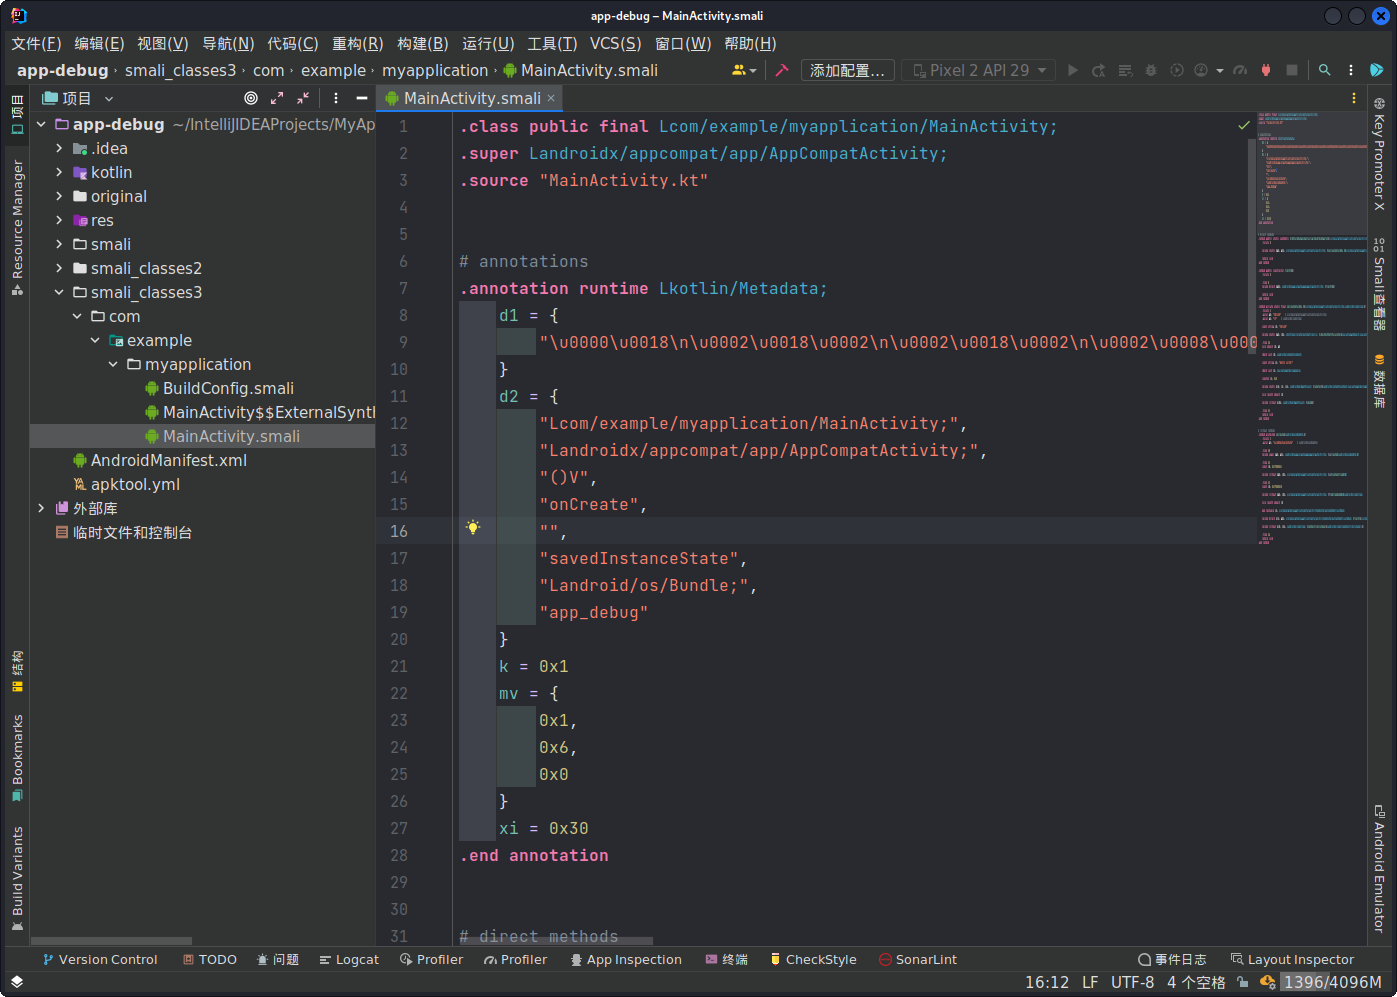 app-debug – MainActivity.smali
文件(F) 编辑(E) 视图(V) 导航(N) 代码(C) 重构(R) 构建(B) 运行(U) 工具(T) VCS(S) 窗口(W) 帮助(H)
app-debug › smali_classes3 › com › example › myapplication › MainActivity.smali 添加配置... Pixel 2 API 29
项目
MainActivity.smali ×
app-debug ~/IntelliJIDEAProjects/MyAp
.idea
kotlin
original
res
smali
smali_classes2
smali_classes3
com
example
myapplication
BuildConfig.smali
MainActivity$$ExternalSynth
MainActivity.smali
AndroidManifest.xml
apktool.yml
外部库
临时文件和控制台
项目
Resource Manager
结构
Bookmarks
Build Variants
1 .class public final Lcom/example/myapplication/MainActivity;
2 .super Landroidx/appcompat/app/AppCompatActivity;
3 .source "MainActivity.kt"
4
5
6 # annotations
7 .annotation runtime Lkotlin/Metadata;
8 d1 = {
9 "\u0000\u0018\n\u0002\u0018\u0002\n\u0002\u0018\u0002\n\u0002\u0008\u000
10 }
11 d2 = {
12 "Lcom/example/myapplication/MainActivity;",
13 "Landroidx/appcompat/app/AppCompatActivity;",
14 "()V",
15 "onCreate",
16 "",
17 "savedInstanceState",
18 "Landroid/os/Bundle;",
19 "app_debug"
20 }
21 k = 0x1
22 mv = {
23 0x1,
24 0x6,
25 0x0
26 }
27 xi = 0x30
28 .end annotation
29
30
31 # direct methods
Key Promoter X
Smali查看器
数据库
Android Emulator
Version Control TODO 问题 Logcat Profiler Profiler App Inspection 终端 CheckStyle SonarLint 事件日志 Layout Inspector
16:12 LF UTF-8 4 个空格 1396/4096M